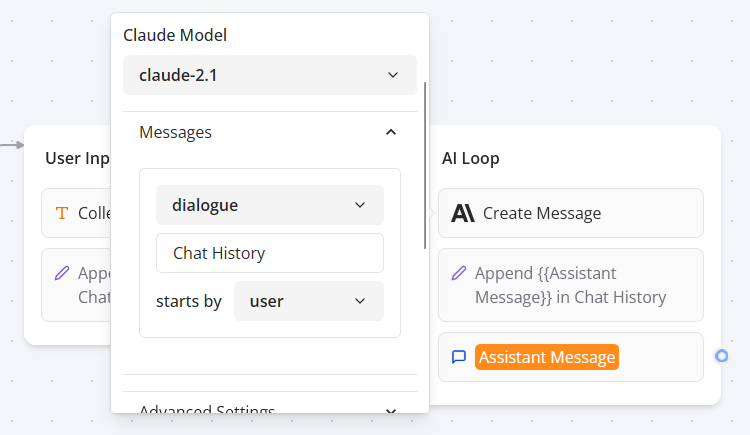 Claude Model
claude-2.1
Messages
dialogue
Chat History
starts by
user
Advanced Settings
User Inp
Colle
Appe
Chat
AI Loop
Create Message
Append {{Assistant
Message}} in Chat History
Assistant Message